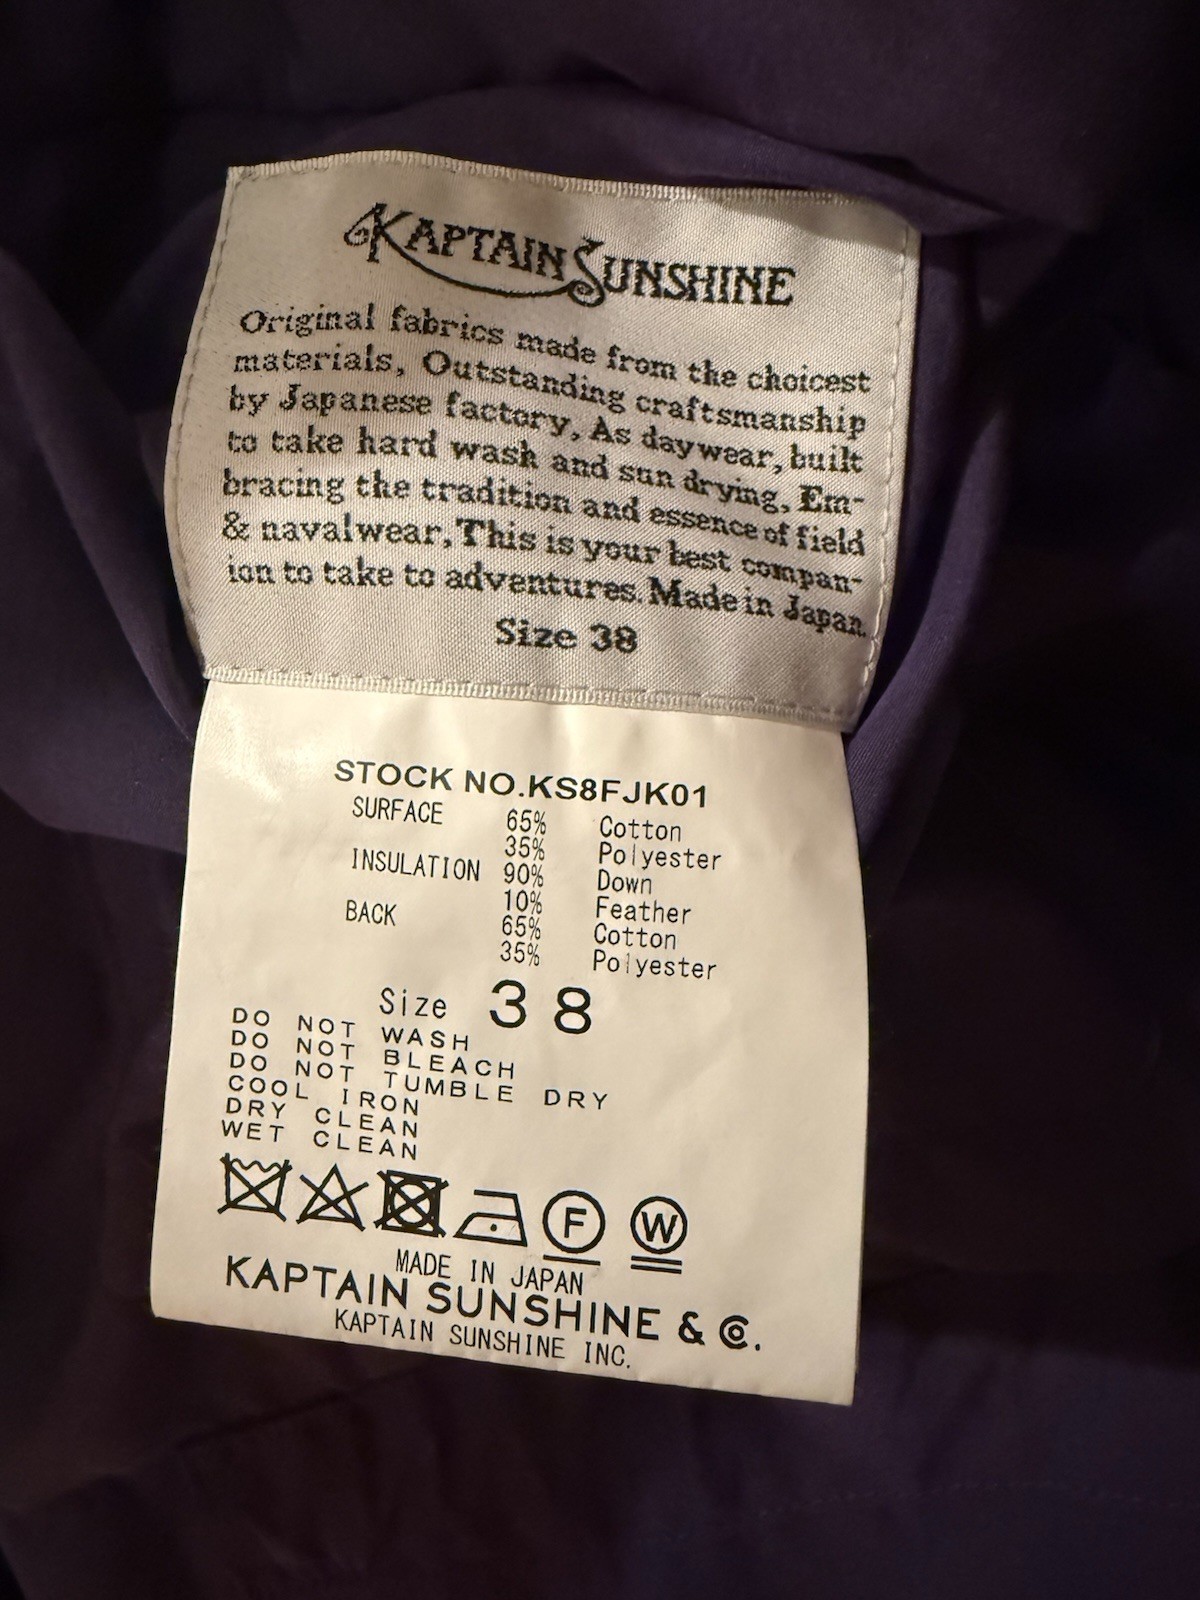 KAPTAIN SUNSHINE
Original fabrics made from the choicest
materials, Outstanding craftsmanship
by Japanese factory, As daywear, built
to take hard wash and sun drying, Em-
bracing the tradition and essence of field
& navalwear, This is your best compan-
ion to take to adventures. Made in Japan.
Size 38
STOCK NO.KS8FJK01
SURFACE 65% Cotton
35% Polyester
INSULATION 90% Down
10% Feather
BACK 65% Cotton
35% Polyester
Size 38
DO NOT WASH
DO NOT BLEACH
DO NOT TUMBLE DRY
COOL IRON
DRY CLEAN
WET CLEAN
F W
MADE IN JAPAN
KAPTAIN SUNSHINE & Co.
KAPTAIN SUNSHINE INC.